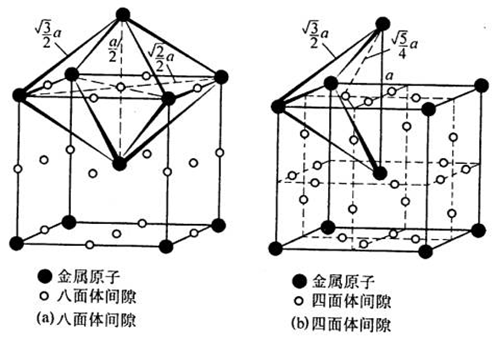 √3/2 a
a/2
√2/2 a
金属原子
八面体间隙
(a)八面体间隙
√3/2 a
√5/4 a
a
金属原子
四面体间隙
(b)四面体间隙